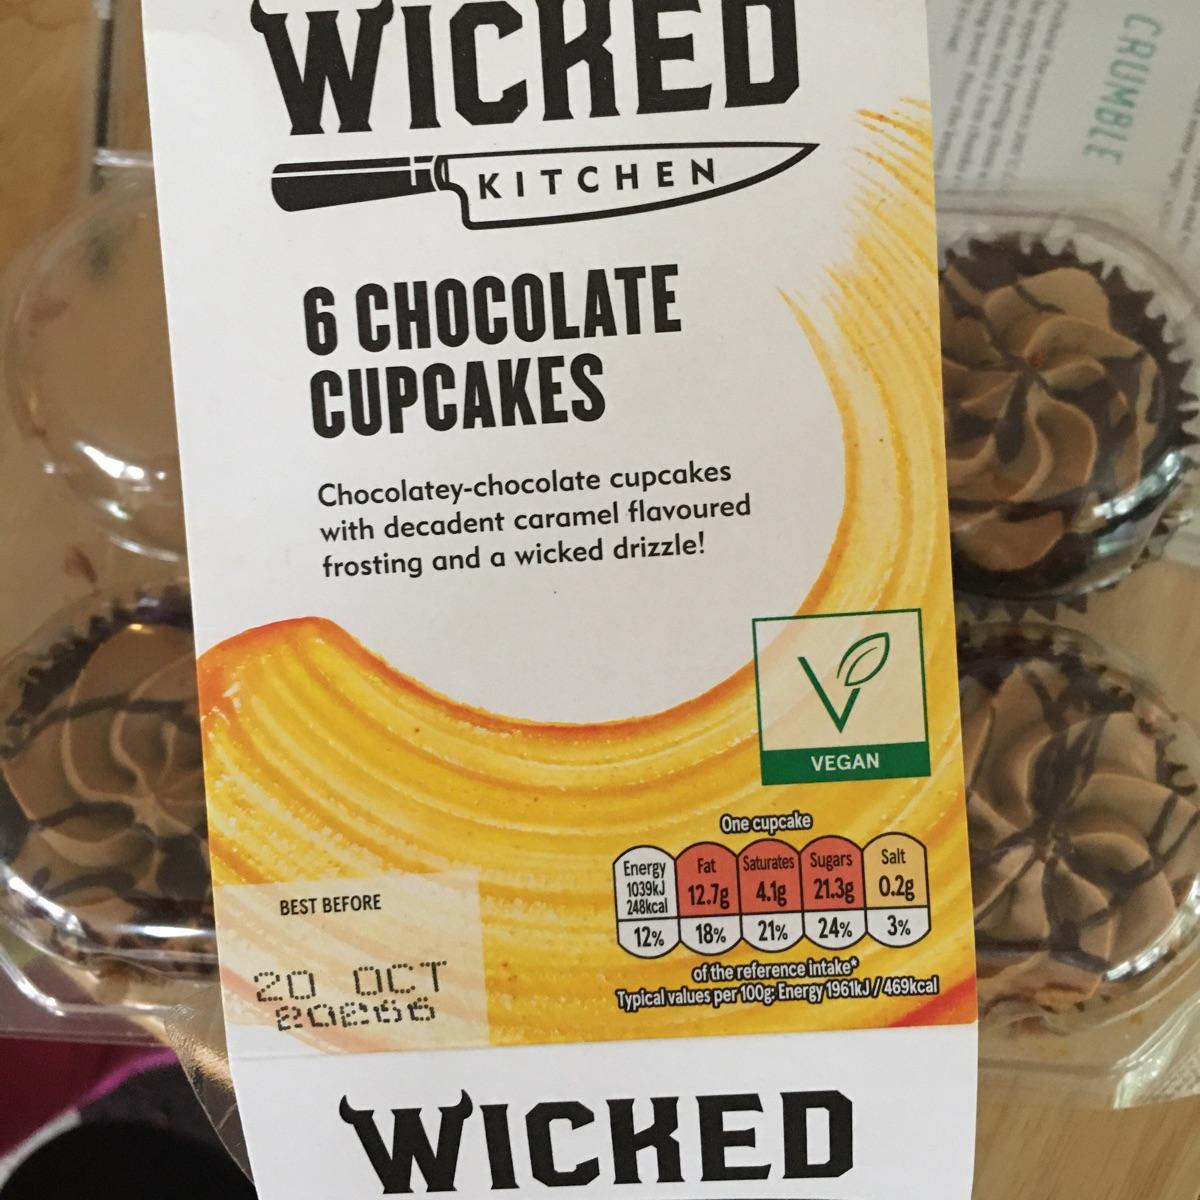 WICKED
KITCHEN
6 CHOCOLATE
CUPCAKES
Chocolatey-chocolate cupcakes
with decadent caramel flavoured
frosting and a wicked drizzle!
VEGAN
One cupcake
Energy 1039kJ 248kcal 12%
Fat 12.7g 18%
Saturates 4.1g 21%
Sugars 21.3g 24%
Salt 0.2g 3%
of the reference intake*
Typical values per 100g: Energy 1961kJ / 469kcal
BEST BEFORE
20 OCT
WICKED
CRUMBLE